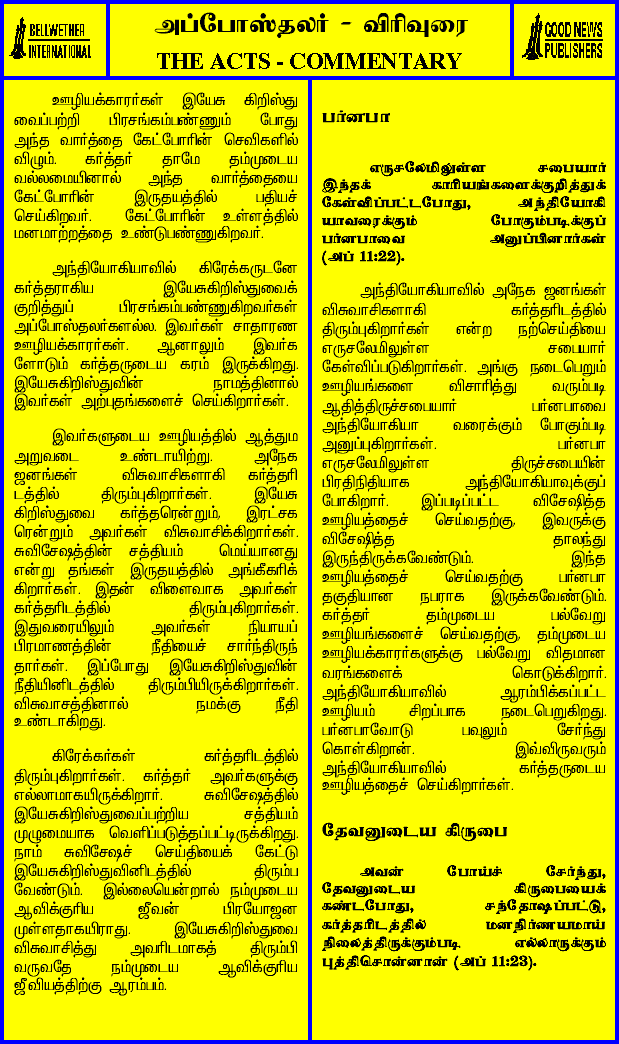 BELLWETHER
INTERNATIONAL
அப்போஸ்தலர் - விரிவுரை
THE ACTS - COMMENTARY
GOOD NEWS
PUBLISHERS
ஊழியக்காரர்கள் இயேசு கிறிஸ்து
வைப்பற்றி பிரசங்கம்பண்ணும் போது
அந்த வார்த்தை கேட்போரின் செவிகளில்
விழும். கர்த்தர் தாமே தம்முடைய
வல்லமையினால் அந்த வார்த்தையை
கேட்போரின் இருதயத்தில் பதியச்
செய்கிறவர். கேட்போரின் உள்ளத்தில்
மனமாற்றத்தை உண்டுபண்ணுகிறவர்.
அந்தியோகியாவில் கிரேக்கருடனே
கர்த்தராகிய இயேசுகிறிஸ்துவைக்
குறித்துப் பிரசங்கம்பண்ணுகிறவர்கள்
அப்போஸ்தலர்களல்ல. இவர்கள் சாதாரண
ஊழியக்காரர்கள். ஆனாலும் இவர்க
ளோடும் கர்த்தருடைய கரம் இருக்கிறது.
இயேசுகிறிஸ்துவின் நாமத்தினால்
இவர்கள் அற்புதங்களைச் செய்கிறார்கள்.
இவர்களுடைய ஊழியத்தில் ஆத்தும
அறுவடை உண்டாயிற்று. அநேக
ஜனங்கள் விசுவாசிகளாகி கர்த்தரி
டத்தில் திரும்புகிறார்கள். இயேசு
கிறிஸ்துவை கர்த்தரென்றும், இரட்சக
ரென்றும் அவர்கள் விசுவாசிக்கிறார்கள்.
சுவிசேஷத்தின் சத்தியம் மெய்யானது
என்று தங்கள் இருதயத்தில் அங்கீகரிக்
கிறார்கள். இதன் விளைவாக அவர்கள்
கர்த்தரிடத்தில் திரும்புகிறார்கள்.
இதுவரையிலும் அவர்கள் நியாயப்
பிரமாணத்தின் நீதியைச் சார்ந்திருந்
தார்கள். இப்போது இயேசுகிறிஸ்துவின்
நீதியினிடத்தில் திரும்பியிருக்கிறார்கள்.
விசுவாசத்தினால் நமக்கு நீதி
உண்டாகிறது.
கிரேக்கர்கள் கர்த்தரிடத்தில்
திரும்புகிறார்கள். கர்த்தர் அவர்களுக்கு
எல்லாமாகயிருக்கிறார். சுவிசேஷத்தில்
இயேசுகிறிஸ்துவைப்பற்றிய சத்தியம்
முழுமையாக வெளிப்படுத்தப்பட்டிருக்கிறது.
நாம் சுவிசேஷச் செய்தியைக் கேட்டு
இயேசுகிறிஸ்துவினிடத்தில் திரும்ப
வேண்டும். இல்லையென்றால் நம்முடைய
ஆவிக்குரிய ஜீவன் பிரயோஜன
முள்ளதாகயிராது. இயேசுகிறிஸ்துவை
விசுவாசித்து அவரிடமாகத் திரும்பி
வருவதே நம்முடைய ஆவிக்குரிய
ஜீவியத்திற்கு ஆரம்பம்.
பர்னபா
எருசலேமிலுள்ள சபையார்
இந்தக் காரியங்களைக்குறித்துக்
கேள்விப்பட்டபோது, அந்தியோகி
யாவரைக்கும் போகும்படிக்குப்
பர்னபாவை அனுப்பினார்கள்
(அப் 11:22).
அந்தியோகியாவில் அநேக ஜனங்கள்
விசுவாசிகளாகி கர்த்தரிடத்தில்
திரும்புகிறார்கள் என்ற நற்செய்தியை
எருசலேமிலுள்ள சபையார்
கேள்விப்படுகிறார்கள். அங்கு நடைபெறும்
ஊழியங்களை விசாரித்து வரும்படி
ஆதித்திருச்சபையார் பர்னபாவை
அந்தியோகியா வரைக்கும் போகும்படி
அனுப்புகிறார்கள். பர்னபா
எருசலேமிலுள்ள திருச்சபையின்
பிரதிநிதியாக அந்தியோகியாவுக்குப்
போகிறார். இப்படிப்பட்ட விசேஷித்த
ஊழியத்தைச் செய்வதற்கு, இவருக்கு
விசேஷித்த தாலந்து
இருந்திருக்கவேண்டும். இந்த
ஊழியத்தைச் செய்வதற்கு பர்னபா
தகுதியான நபராக இருக்கவேண்டும்.
கர்த்தர் தம்முடைய பல்வேறு
ஊழியங்களைச் செய்வதற்கு, தம்முடைய
ஊழியக்காரர்களுக்கு பல்வேறு விதமான
வரங்களைக் கொடுக்கிறார்.
அந்தியோகியாவில் ஆரம்பிக்கப்பட்ட
ஊழியம் சிறப்பாக நடைபெறுகிறது.
பர்னபாவோடு பவுலும் சேர்ந்து
கொள்கிறான். இவ்விருவரும்
அந்தியோகியாவில் கர்த்தருடைய
ஊழியத்தைச் செய்கிறார்கள்.
தேவனுடைய கிருபை
அவன் போய்ச் சேர்ந்து,
தேவனுடைய கிருபையைக்
கண்டபோது, சந்தோஷப்பட்டு,
கர்த்தரிடத்தில் மனநிர்ணயமாய்
நிலைத்திருக்கும்படி எல்லாருக்கும்
புத்திசொன்னான் (அப் 11:23).